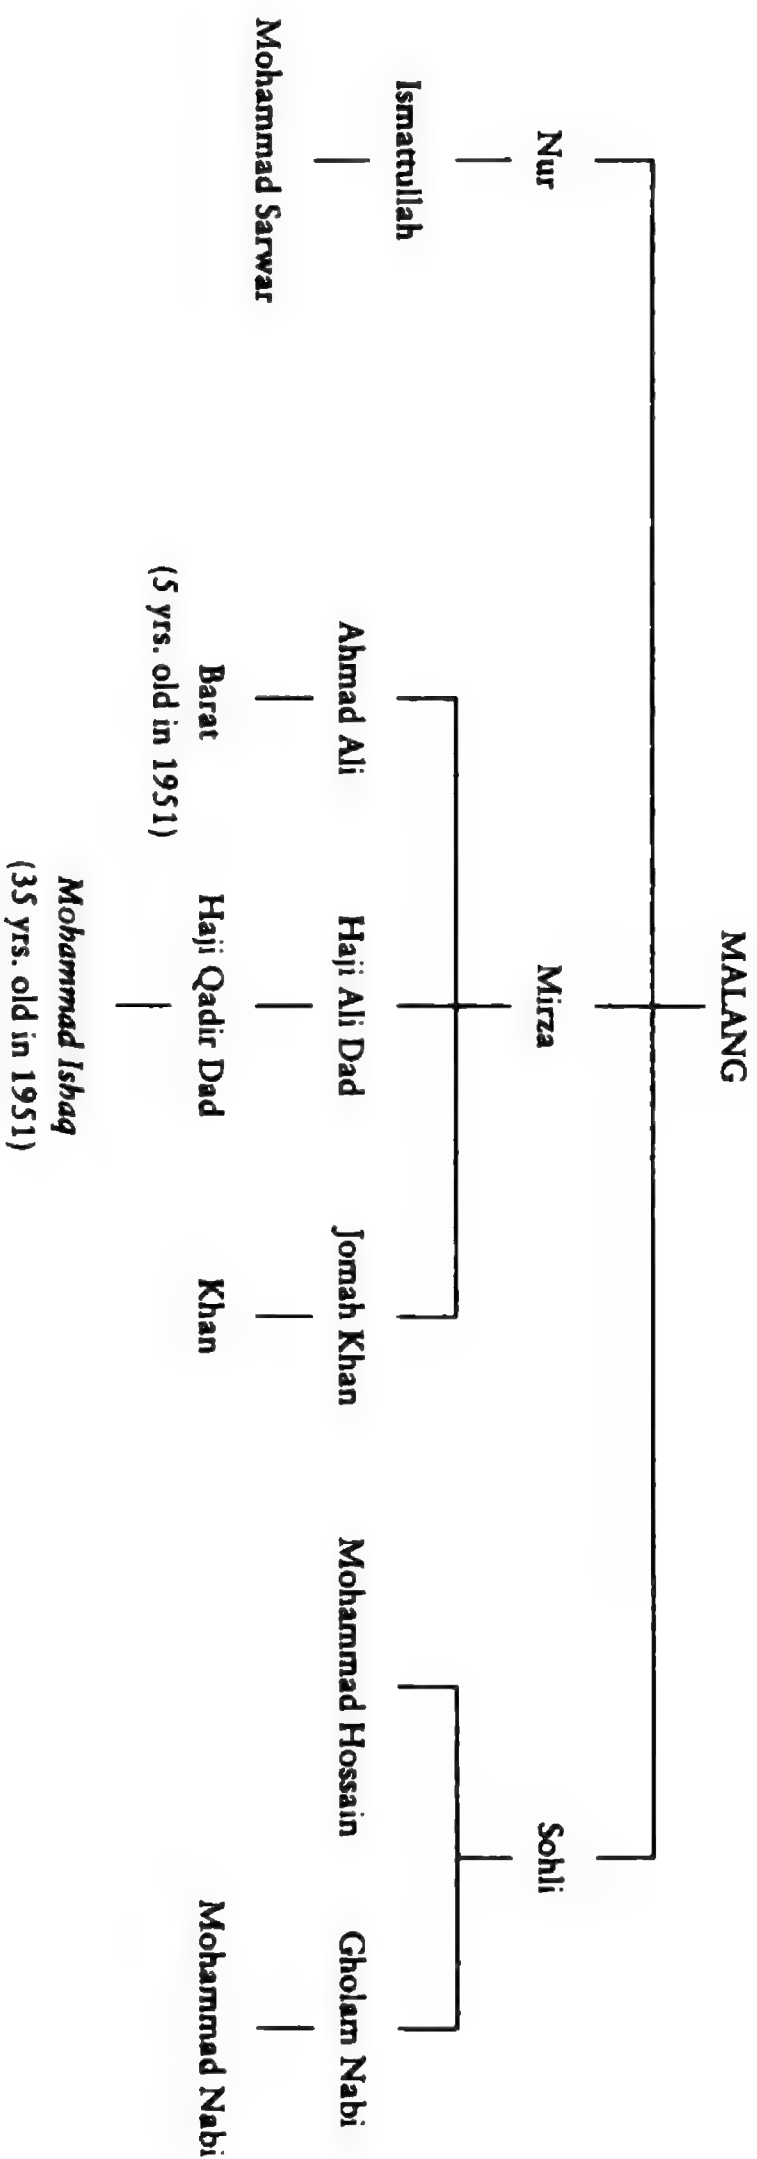 MALANG
Nur
Mirza
Sohli
Ismattullah
Ahmad Ali
Haji Ali Dad
Jomah Khan
Mohammad Hossain
Gholam Nabi
Mohammad Sarwar
Barat
(5 yrs. old in 1951)
Haji Qadir Dad
Khan
Mohammad Nabi
Mohammad Ishaq
(35 yrs. old in 1951)